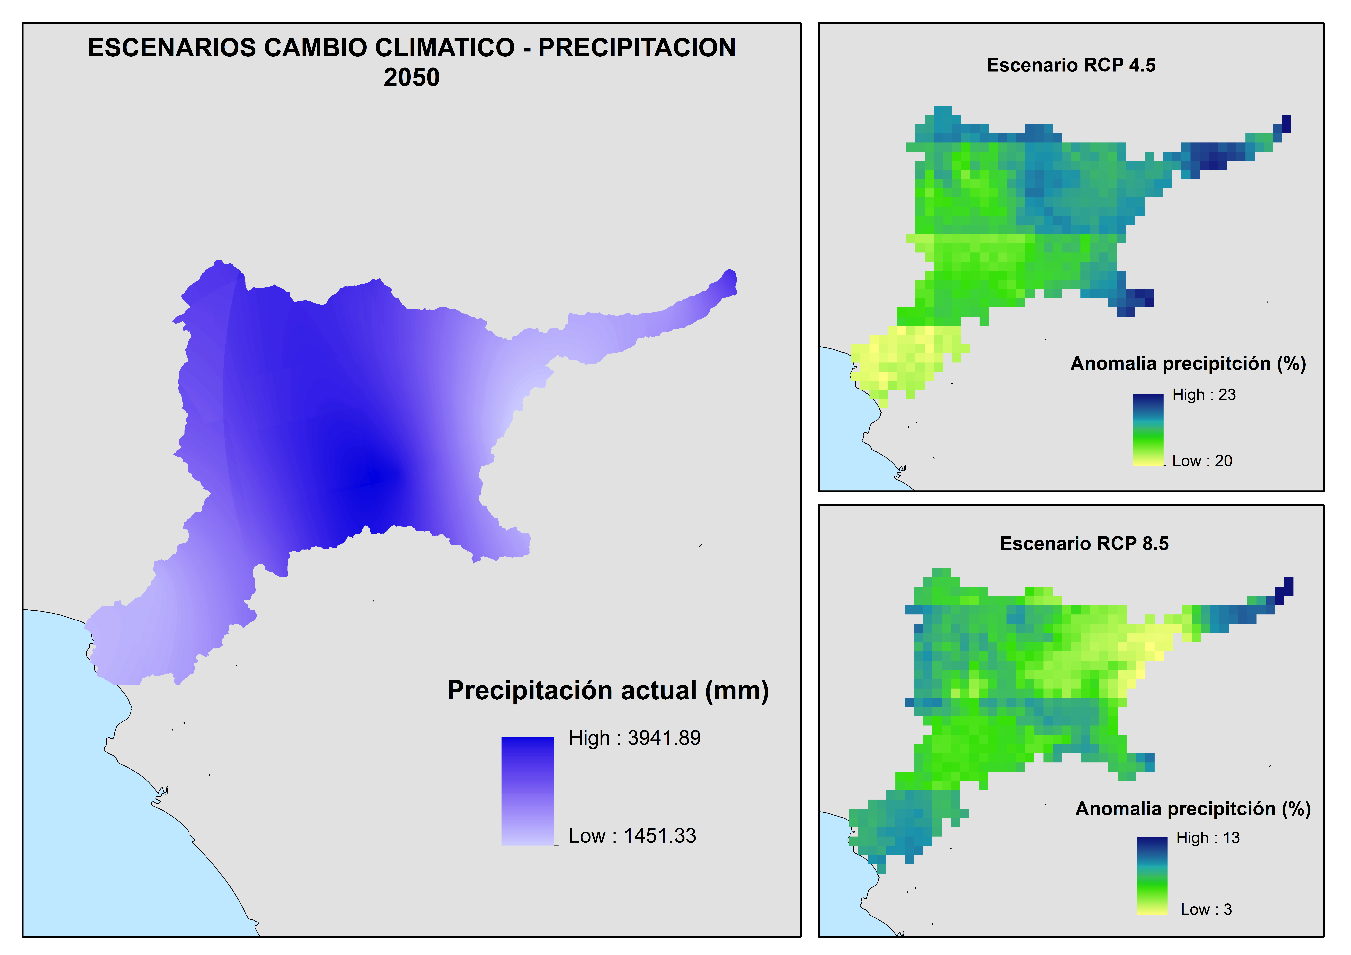 ESCENARIOS CAMBIO CLIMATICO - PRECIPITACION
2050
Precipitación actual (mm)
High : 3941.89
Low : 1451.33
Escenario RCP 4.5
Anomalia precipitción (%)
High : 23
Low : 20
Escenario RCP 8.5
Anomalia precipitción (%)
High : 13
Low : 3